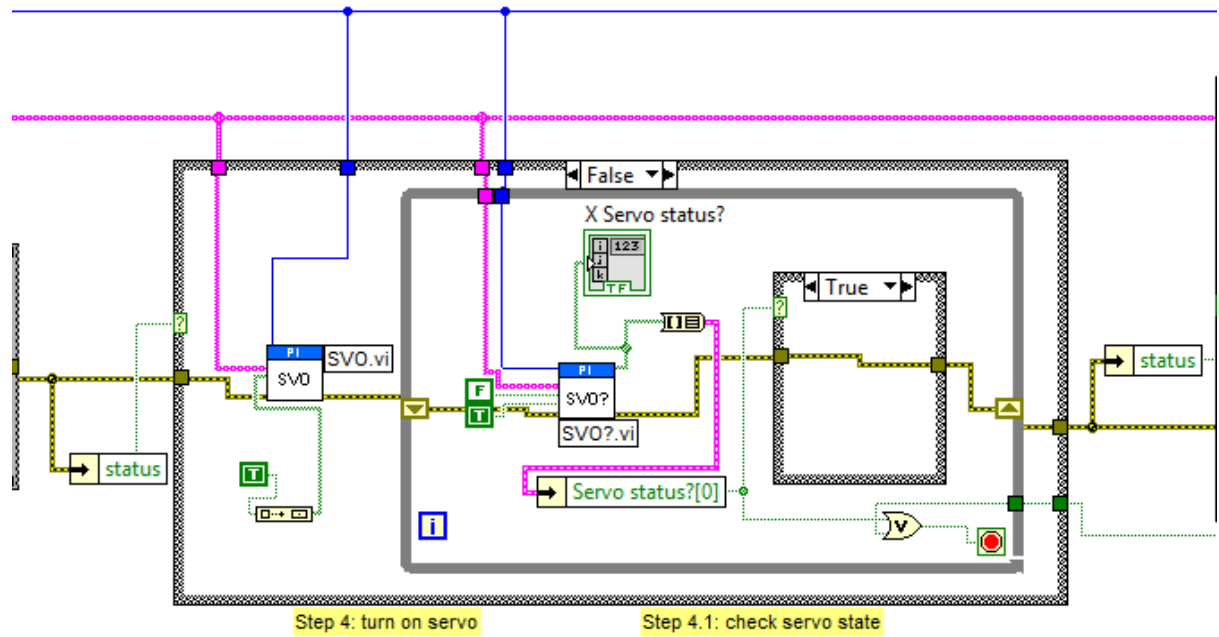 False
X Servo status?
i
j
k
123
TF
True
?
?
PI
SVO
SVO.vi
PI
SVO?
SVO?.vi
F
T
status
status
T
Servo status?[0]
i
V
Step 4: turn on servo
Step 4.1: check servo state